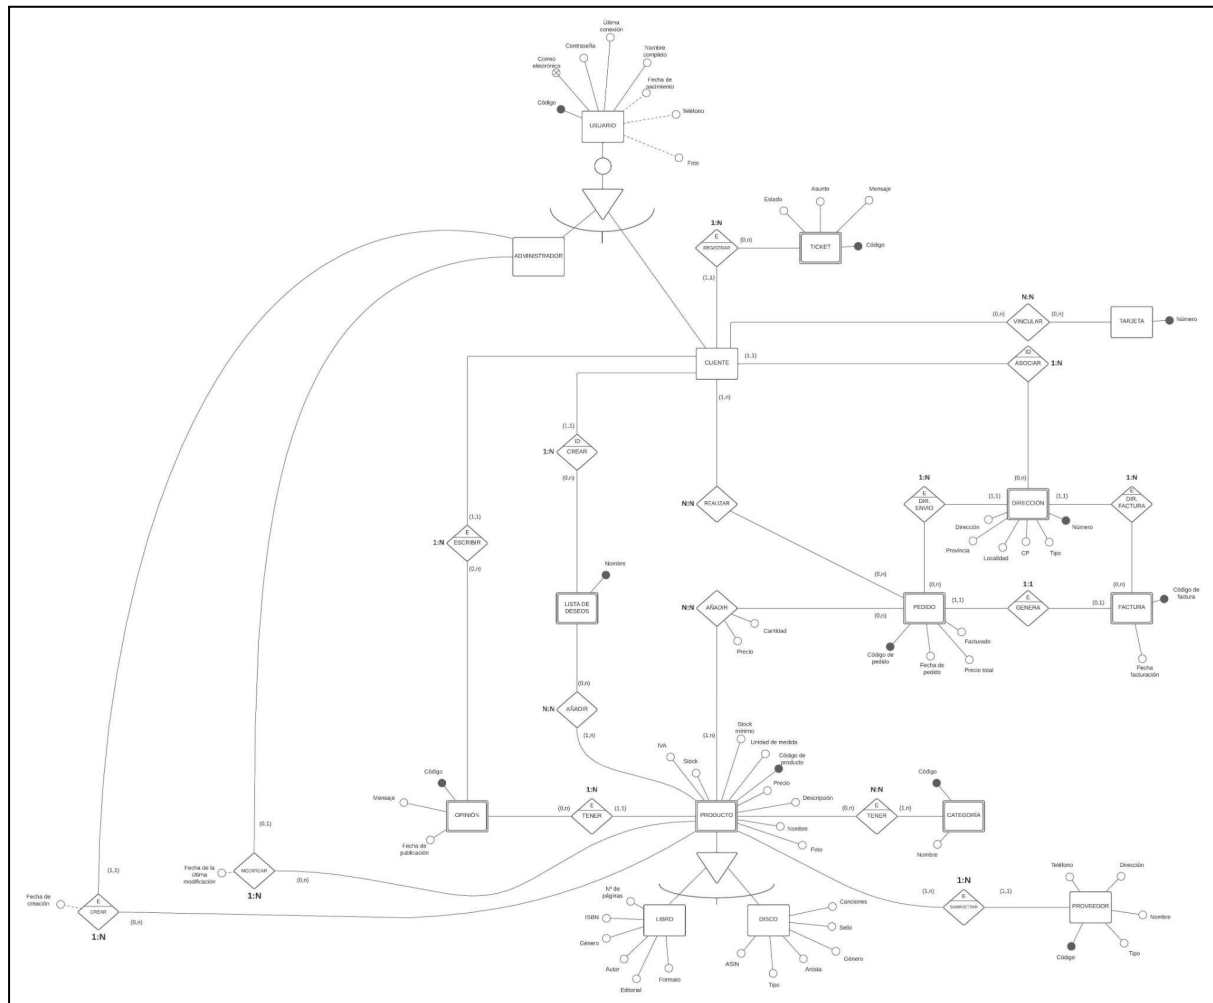 Última
conexión
Contraseña
Nombre
completo
Correo
electrónico
Fecha de
nacimiento
Código
Teléfono
USUARIO
Foto
ADMINISTRADOR
Estado
Asunto
Mensaje
1:N
E
REGISTRAR
(0,n)
TICKET
Código
(1,1)
N:N
(0,n)
VINCULAR
(0,n)
TARJETA
Número
CLIENTE
(1,1)
ID
ASOCIAR
1:N
(1,n)
(1,1)
1:N
ID
CREAR
(0,n)
N:N
REALIZAR
1:N
E
DIR.
ENVIO
(1,1)
(0,n)
DIRECCIÓN
(1,1)
1:N
E
DIR.
FACTURA
Dirección
Número
Provincia
Localidad
CP
Tipo
(1,1)
1:N
E
ESCRIBIR
(0,n)
Nombre
LISTA DE
DESEOS
(0,n)
(0,n)
1:1
(0,n)
N:N
AÑADIR
(0,n)
Cantidad
Precio
PEDIDO
(1,1)
E
GENERA
(0,1)
FACTURA
Código de
factura
Código de
pedido
Fecha de
pedido
Facturado
Precio total
Fecha
facturación
(0,n)
N:N
AÑADIR
(1,n)
(1,n)
IVA
Stock
Stock
mínimo
Unidad de medida
Código de
producto
Precio
Descripción
Nombre
Foto
Código
Mensaje
OPINIÓN
Fecha de
publicación
1:N
(0,n)
E
TENER
(1,1)
PRODUCTO
N:N
(0,n)
E
TENER
(1,n)
Código
CATEGORÍA
Nombre
(0,1)
Fecha de la
última
modificación
MODIFICAR
(0,n)
1:N
(1,1)
Fecha de
creación
E
CREAR
(0,n)
1:N
Nº de
páginas
ISBN
Género
Autor
Editorial
Formato
LIBRO
DISCO
Canciones
Sello
Género
Artista
Tipo
ASIN
1:N
(1,n)
E
SUMINISTRAR
(1,1)
Teléfono
Dirección
PROVEEDOR
Nombre
Código
Tipo